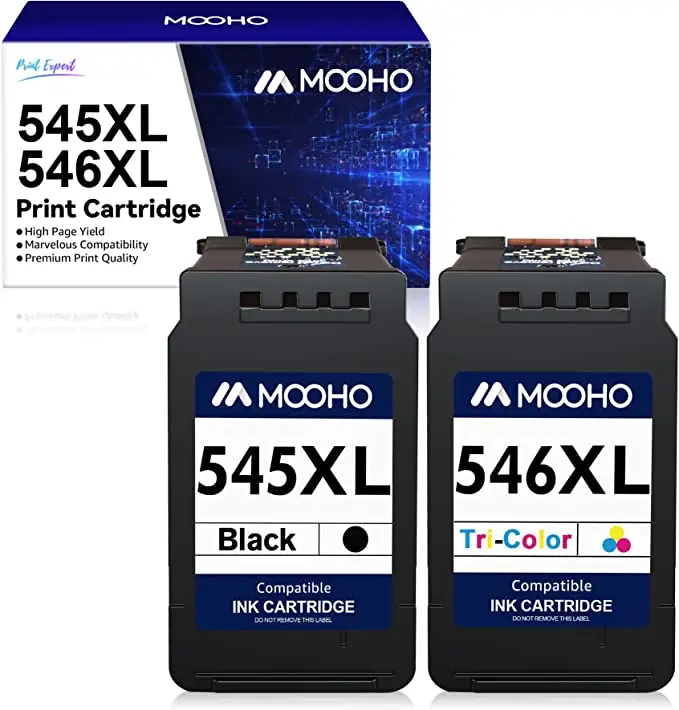 MOOHO
Print Expert
MOOHO
545XL
546XL
Print Cartridge
• High Page Yield
• Marvelous Compatibility
• Premium Print Quality
MOOHO
545XL
Black
Compatible
INK CARTRIDGE
DO NOT REMOVE THIS LABEL
MOOHO
546XL
Tri-Color
Compatible
INK CARTRIDGE
DO NOT REMOVE THIS LABEL